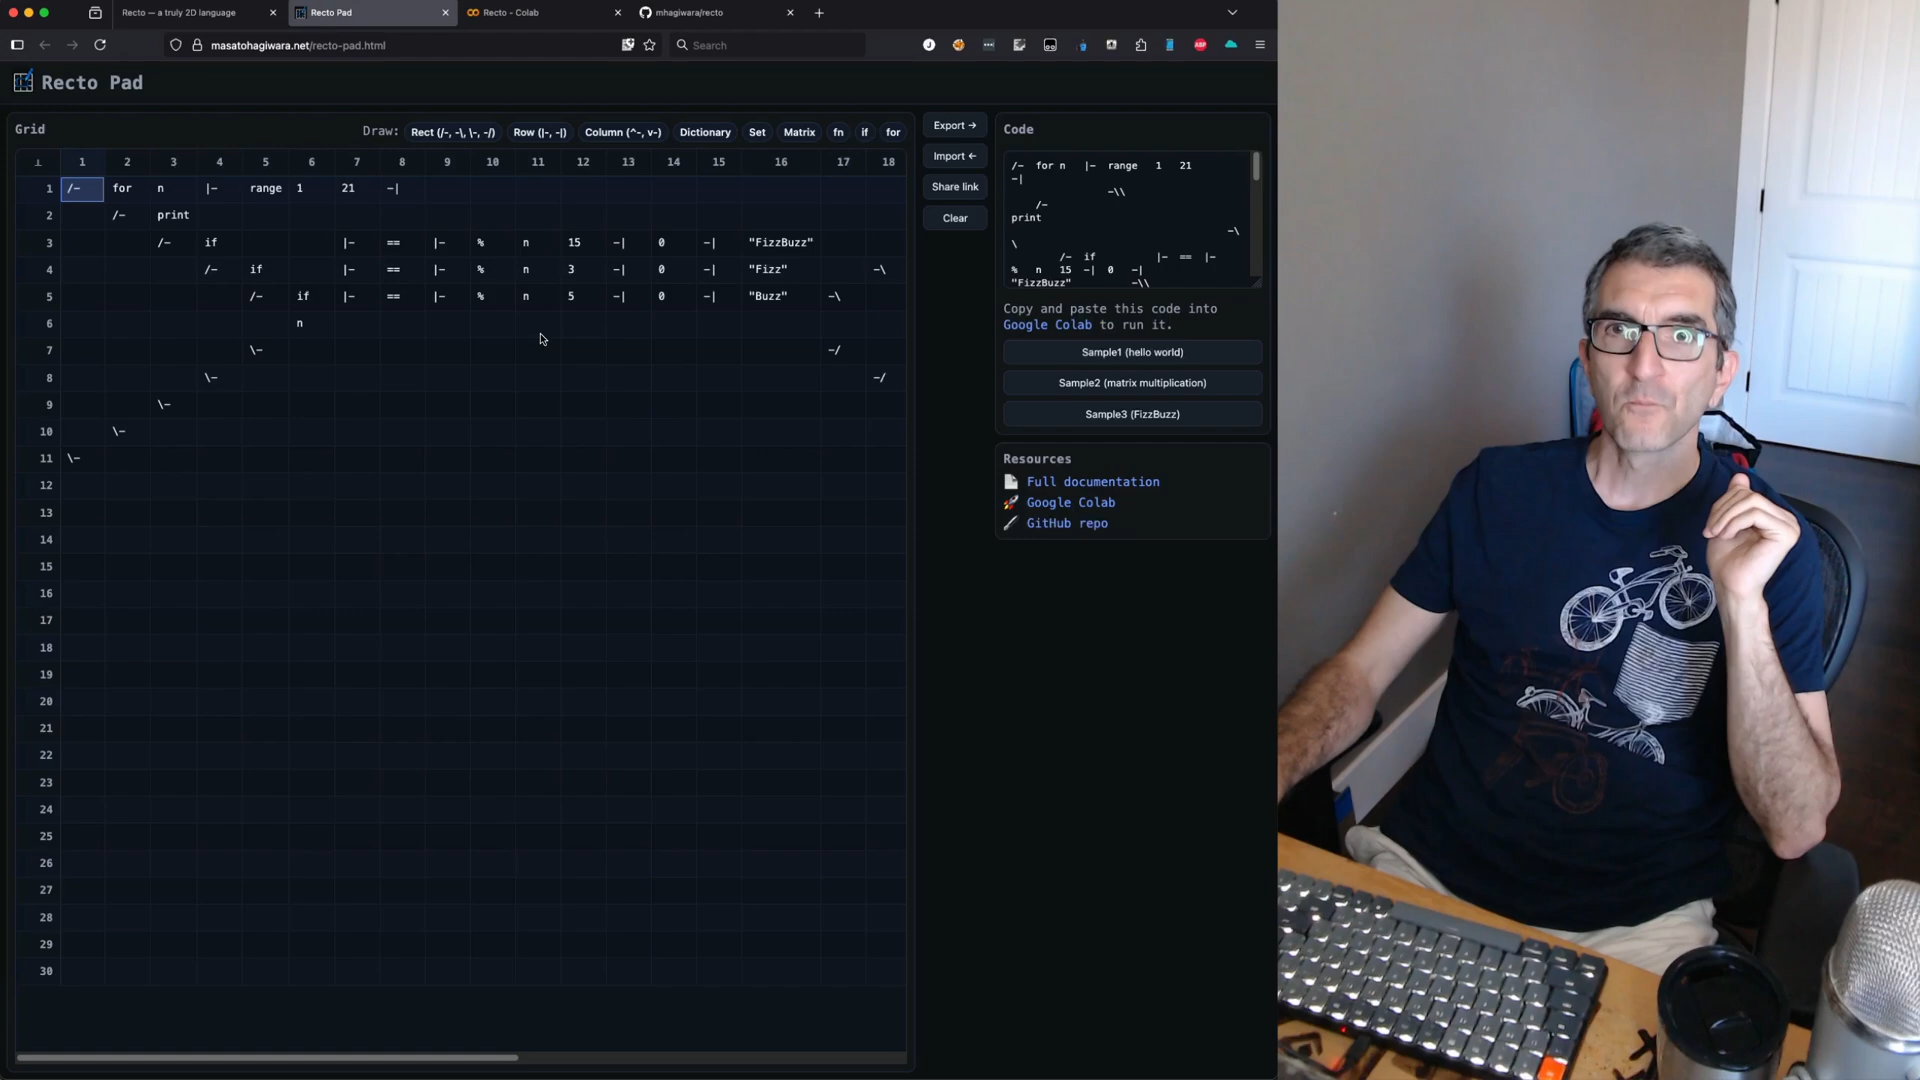 Recto — a truly 2D language
Recto Pad
Recto - Colab
mhagiwara/recto
masatohagiwara.net/recto-pad.html
Search
Recto Pad
Grid
Draw: Rect (/-, -\, \-, -/) Row (|-, -|) Column (^-, v-) Dictionary Set Matrix fn if for
1 2 3 4 5 6 7 8 9 10 11 12 13 14 15 16 17 18
1 /- for n |- range 1 21 -|
2 /- print
3 /- if |- == |- % n 15 -| 0 -| "FizzBuzz"
4 /- if |- == |- % n 3 -| 0 -| "Fizz" -\
5 /- if |- == |- % n 5 -| 0 -| "Buzz" -\
6 n
7 \- -/
8 \- -/
9 \-
10 \-
11 \-
12
13
14
15
16
17
18
19
20
21
22
23
24
25
26
27
28
29
30
Export →
Import ←
Share link
Clear
Code
/- for n |- range 1 21
-|
-\\
/-
print
-\
\
/- if |- == |-
% n 15 -| 0 -|
"FizzBuzz" -\\
Copy and paste this code into
Google Colab to run it.
Sample1 (hello world)
Sample2 (matrix multiplication)
Sample3 (FizzBuzz)
Resources
Full documentation
Google Colab
GitHub repo